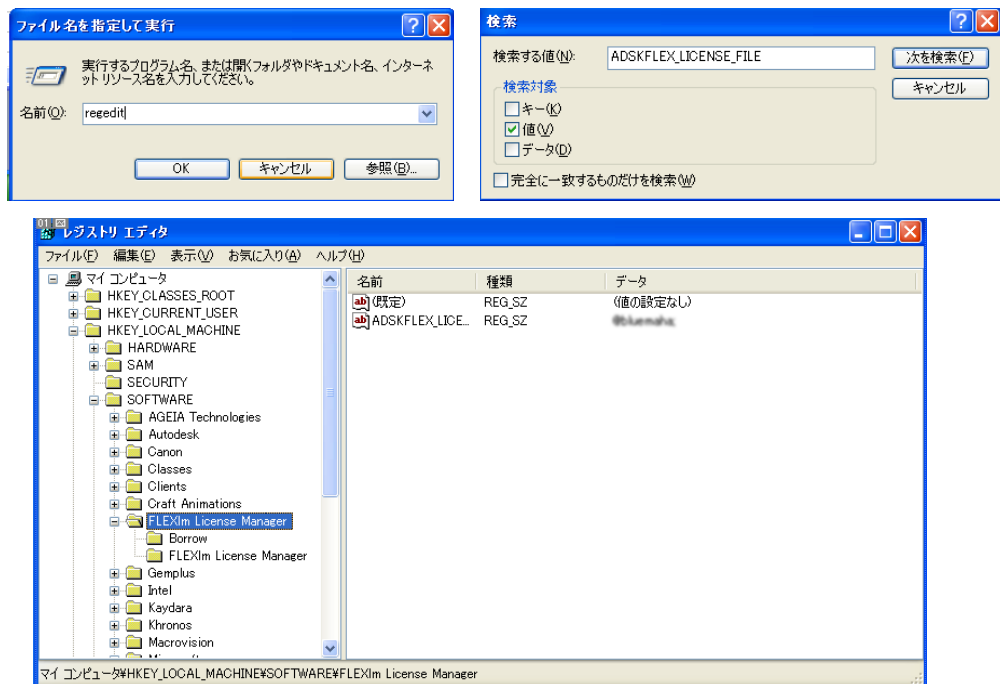 ファイル名を指定して実行
実行するプログラム名、または開くフォルダやドキュメント名、インターネ
ット リソース名を入力してください。
名前(O):
regedit
OK
キャンセル
参照(B)...
検索
検索する値(N):
ADSKFLEX_LICENSE_FILE
次を検索(F)
検索対象
キャンセル
キー(K)
値(V)
データ(D)
完全に一致するものだけを検索(W)
01
レジストリ エディタ
ファイル(F) 編集(E) 表示(V) お気に入り(A) ヘルプ(H)
マイ コンピュータ
HKEY_CLASSES_ROOT
HKEY_CURRENT_USER
HKEY_LOCAL_MACHINE
HARDWARE
SAM
SECURITY
SOFTWARE
AGEIA Technologies
Autodesk
Canon
Classes
Clients
Craft Animations
FLEXlm License Manager
Borrow
FLEXlm License Manager
Gemplus
Intel
Kaydara
Khronos
Macrovision
名前 種類 データ
ab (既定) REG_SZ (値の設定なし)
ab ADSKFLEX_LICE... REG_SZ
マイ コンピュータ¥HKEY_LOCAL_MACHINE¥SOFTWARE¥FLEXlm License Manager